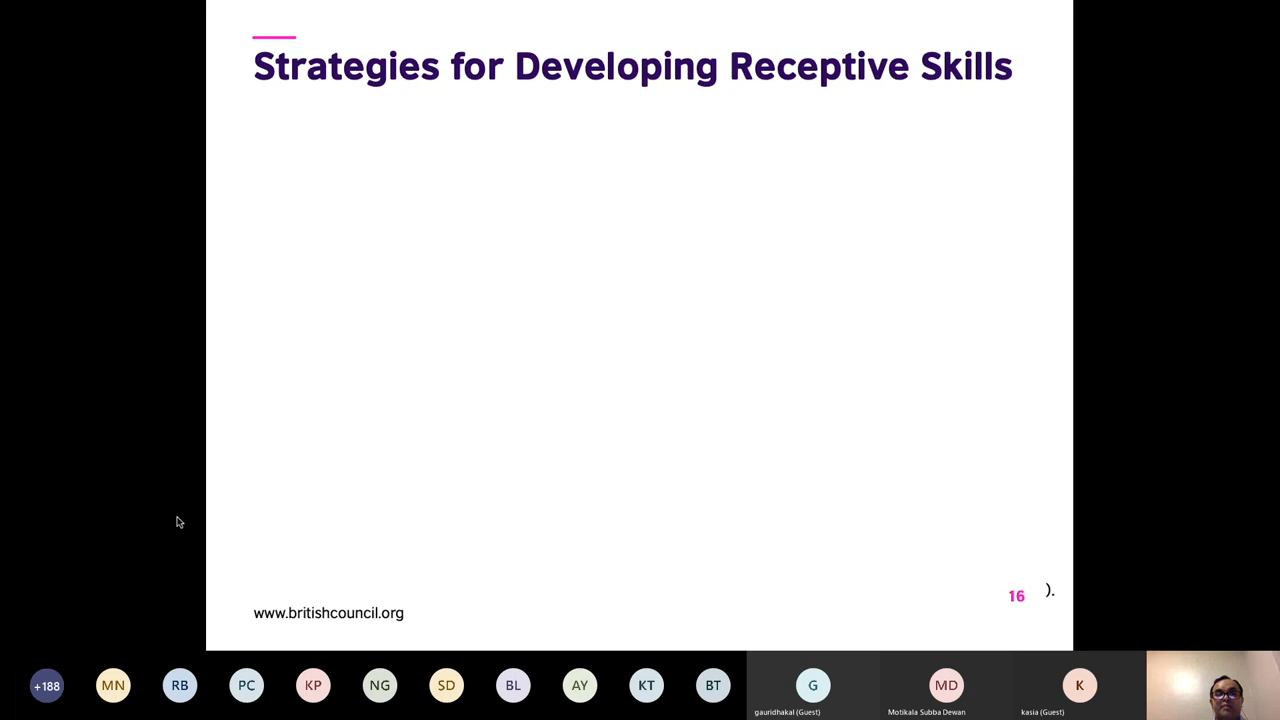 Strategies for Developing Receptive Skills
16
).
www.britishcouncil.org
+188
MN
RB
PC
KP
NG
SD
BL
AY
KT
BT
G
gauridhakal (Guest)
MD
Motikala Subba Dewan
K
kasia (Guest)